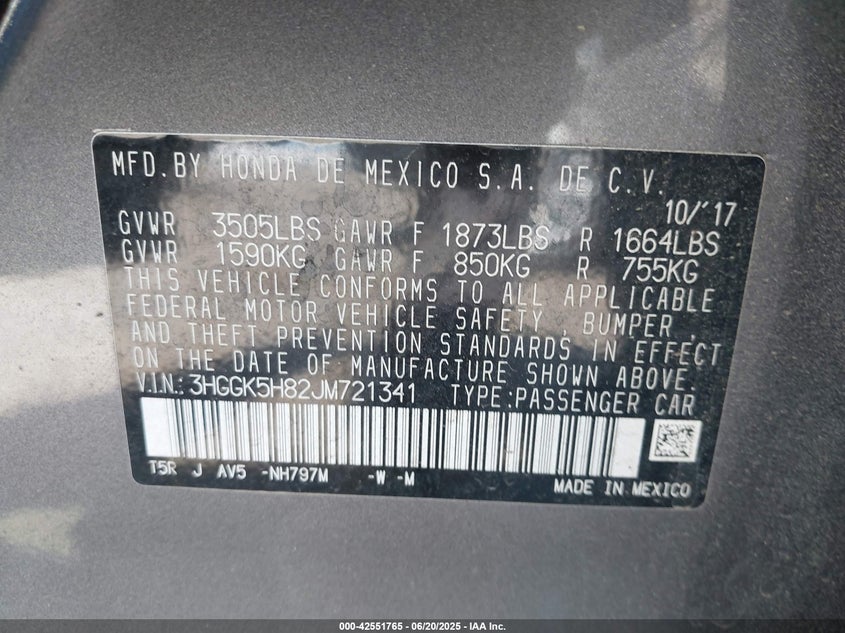 MFD.BY HONDA DE MEXICO S.A. DE C.V.
10/'17
GVWR 3505LBS GAWR F 1873LBS R 1664LBS
GVWR 1590KG GAWR F 850KG R 755KG
THIS VEHICLE CONFORMS TO ALL APPLICABLE
FEDERAL MOTOR VEHICLE SAFETY , BUMPER ,
AND THEFT PREVENTION STANDARDS IN EFFECT
ON THE DATE OF MANUFACTURE SHOWN ABOVE.
V.I.N.: 3HGGK5H82JM721341 TYPE:PASSENGER CAR
T5R J AV5 -NH797M -W -M
MADE IN MEXICO
000-42551765 - 06/20/2025 - IAA Inc.